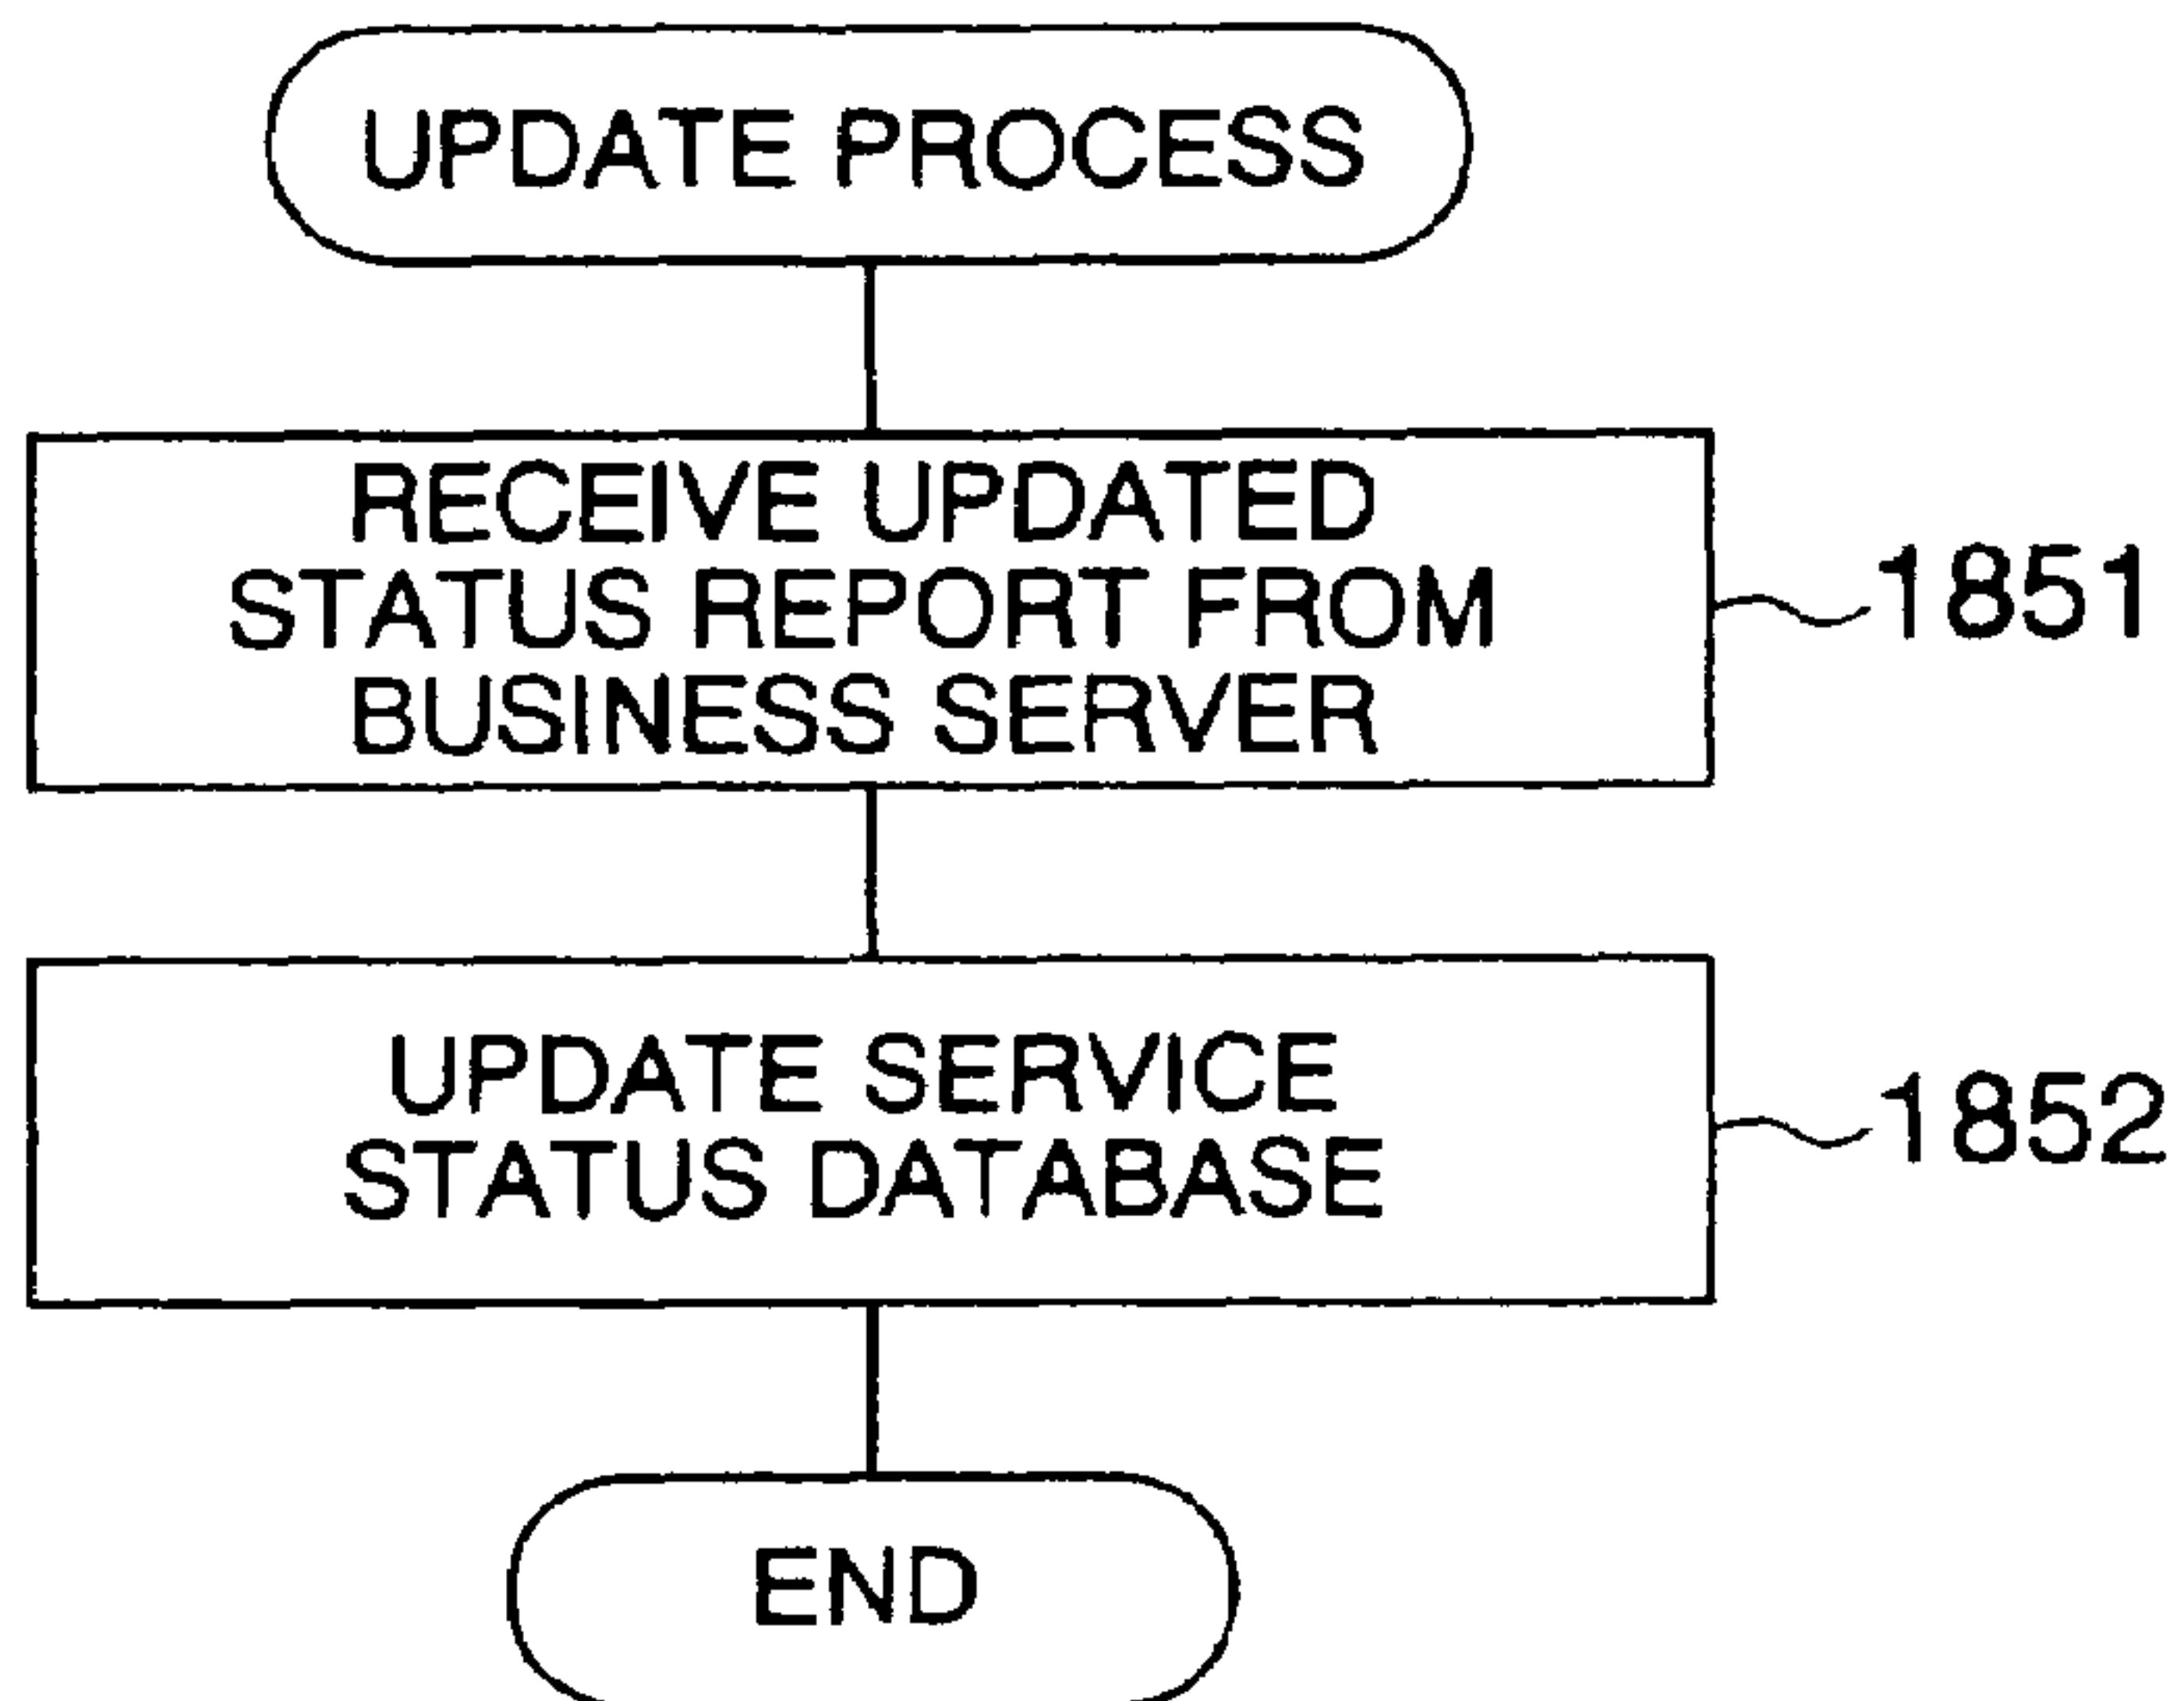 UPDATE PROCESS
RECEIVE UPDATED
STATUS REPORT FROM
BUSINESS SERVER
1851
UPDATE SERVICE
STATUS DATABASE
1852
END